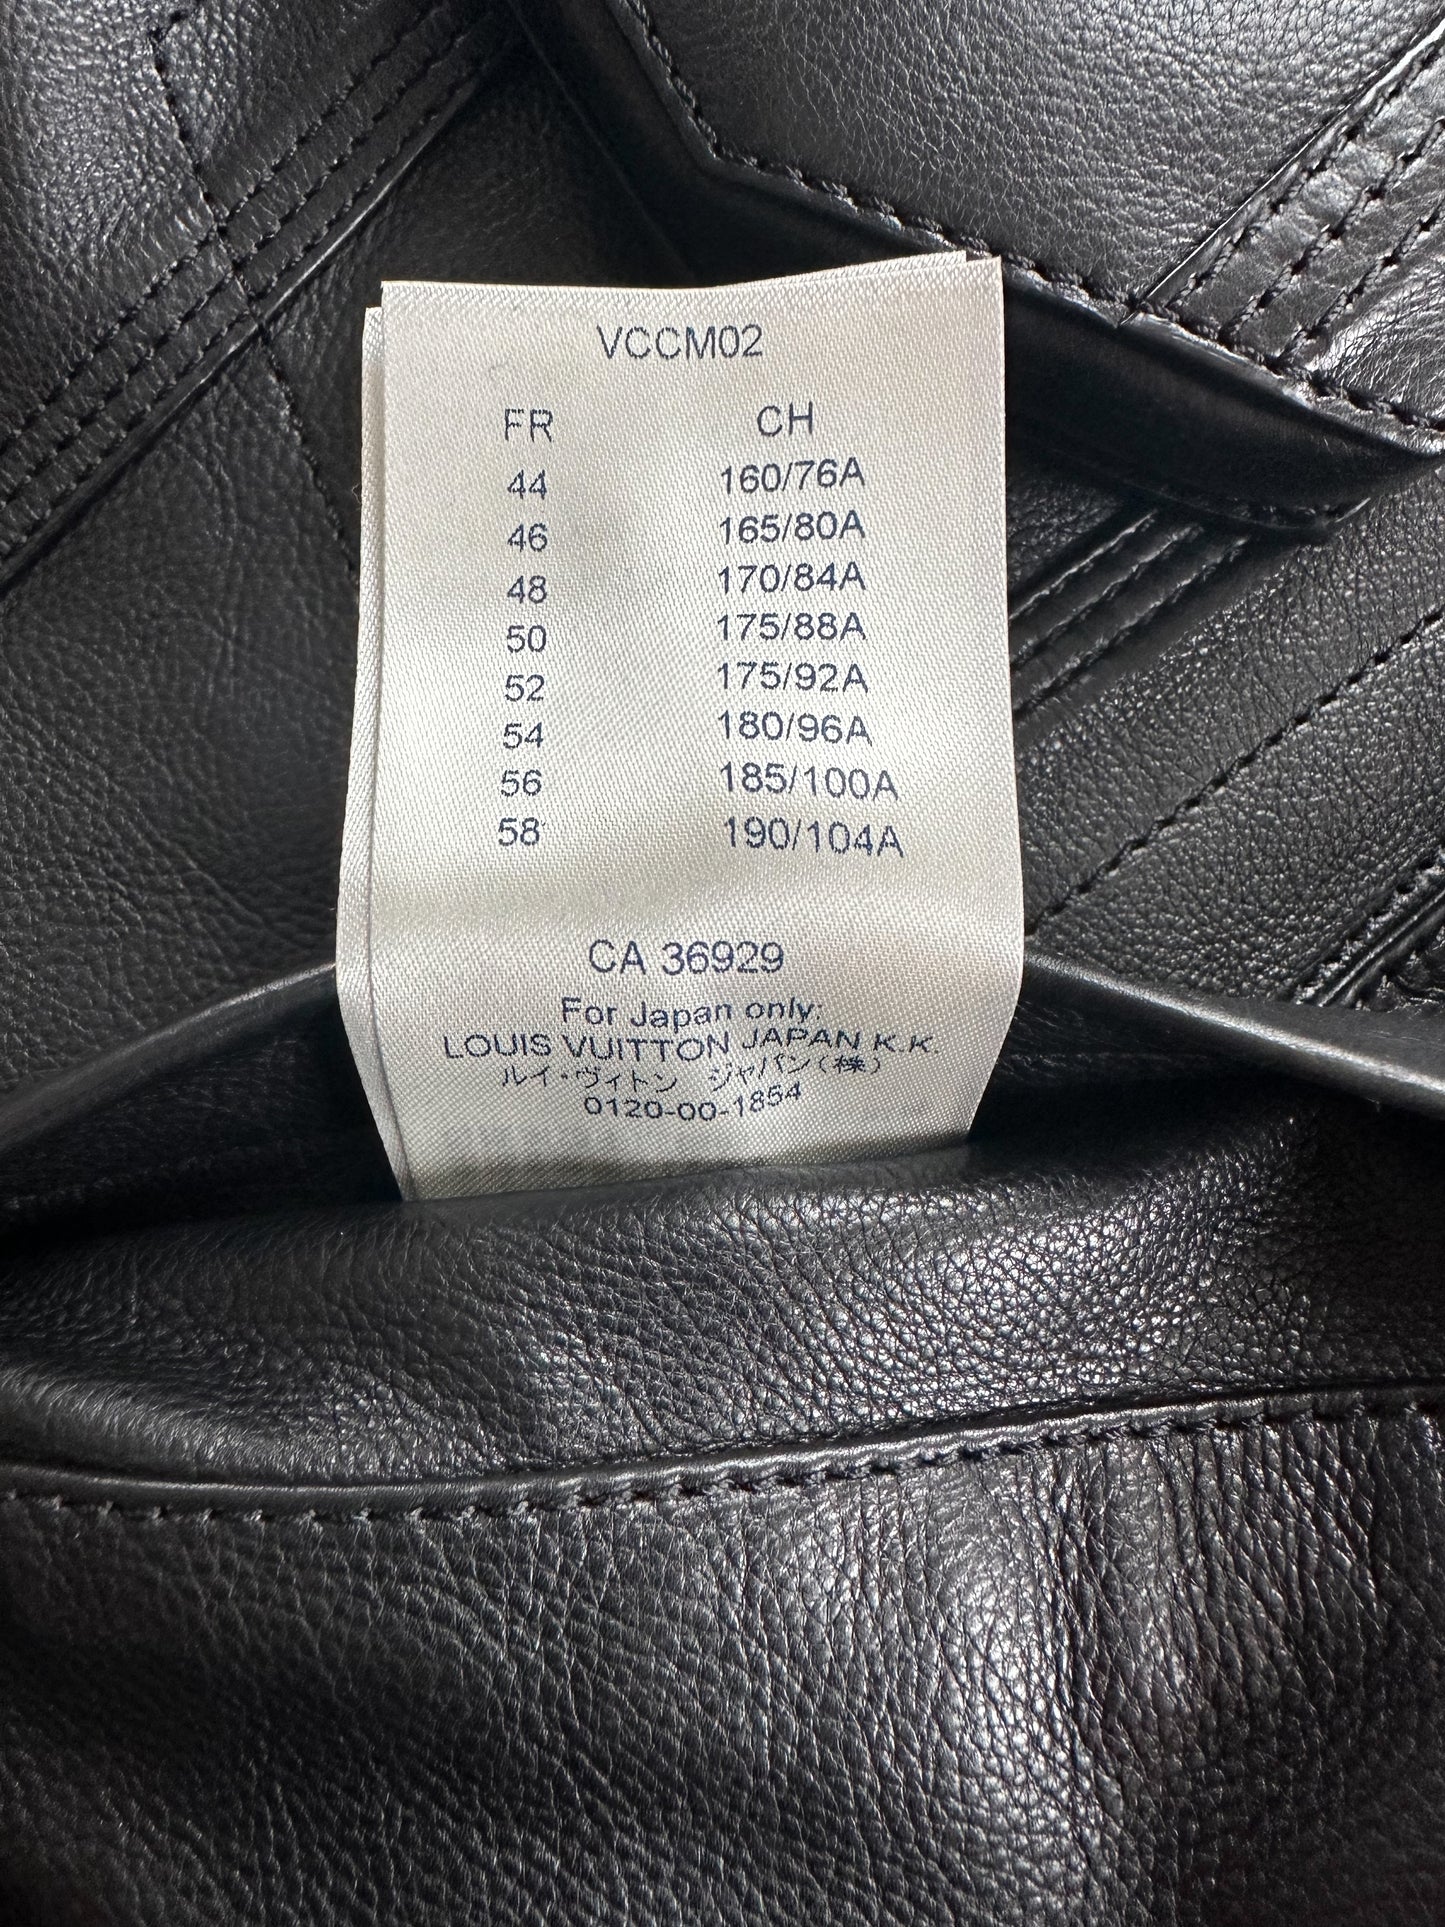 VCCM02
FR CH
44 160/76A
46 165/80A
48 170/84A
50 175/88A
52 175/92A
54 180/96A
56 185/100A
58 190/104A
CA 36929
For Japan only:
LOUIS VUITTON JAPAN K.K.
ルイ・ヴィトン ジャパン(株)
0120-00-1854